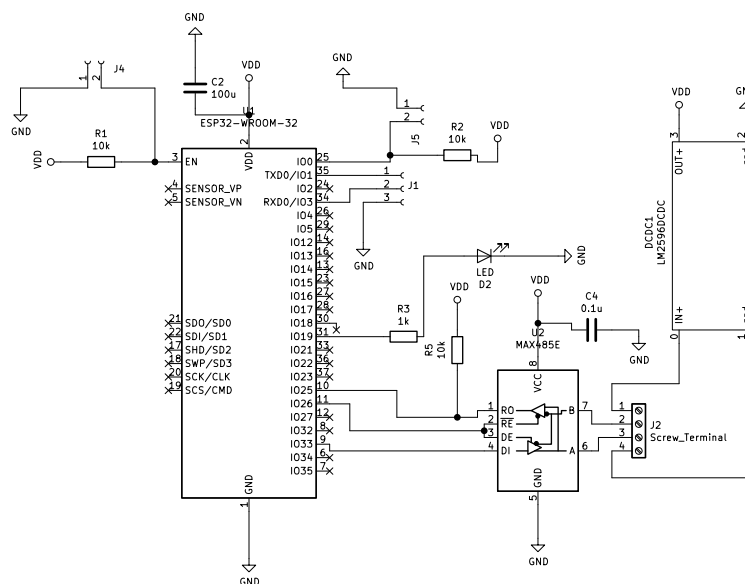 GND
J4
1
2
GND
VDD
R1
10k
C2
100u
VDD
U1
ESP32-WROOM-32
GND
1
2
J5
R2
10k
VDD
2
VDD
3
EN
4
SENSOR_VP
5
SENSOR_VN
21
SDO/SD0
22
SDI/SD1
17
SHD/SD2
18
SWP/SD3
20
SCK/CLK
19
SCS/CMD
IO0
25
TXD0/IO1
35
IO2
24
RXD0/IO3
34
IO4
26
IO5
29
IO12
14
IO13
16
IO14
13
IO15
23
IO16
27
IO17
28
IO18
30
IO19
31
IO21
33
IO22
36
IO23
37
IO25
10
IO26
11
IO27
12
IO32
8
IO33
9
IO34
6
IO35
7
GND
1
GND
1
2
3
J1
GND
LED
D2
GND
R3
1k
VDD
R5
10k
VDD
C4
0.1u
GND
U2
MAX485E
8
VCC
1
RO
2
RE
3
DE
4
DI
B
7
A
6
GND
5
GND
1
2
3
4
J2
Screw_Terminal
VDD
3
OUT+
2
DCDC1
LM2596DCDC
IN+
0
1